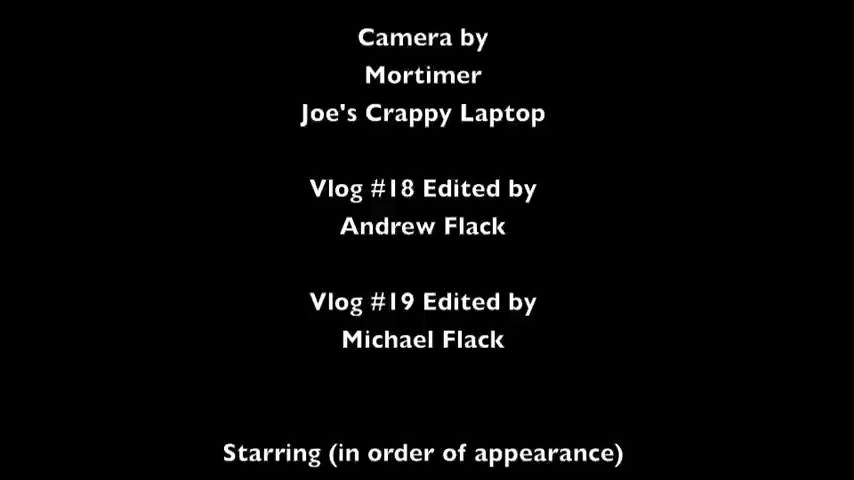 Camera by
Mortimer
Joe's Crappy Laptop
Vlog #18 Edited by
Andrew Flack
Vlog #19 Edited by
Michael Flack
Starring (in order of appearance)